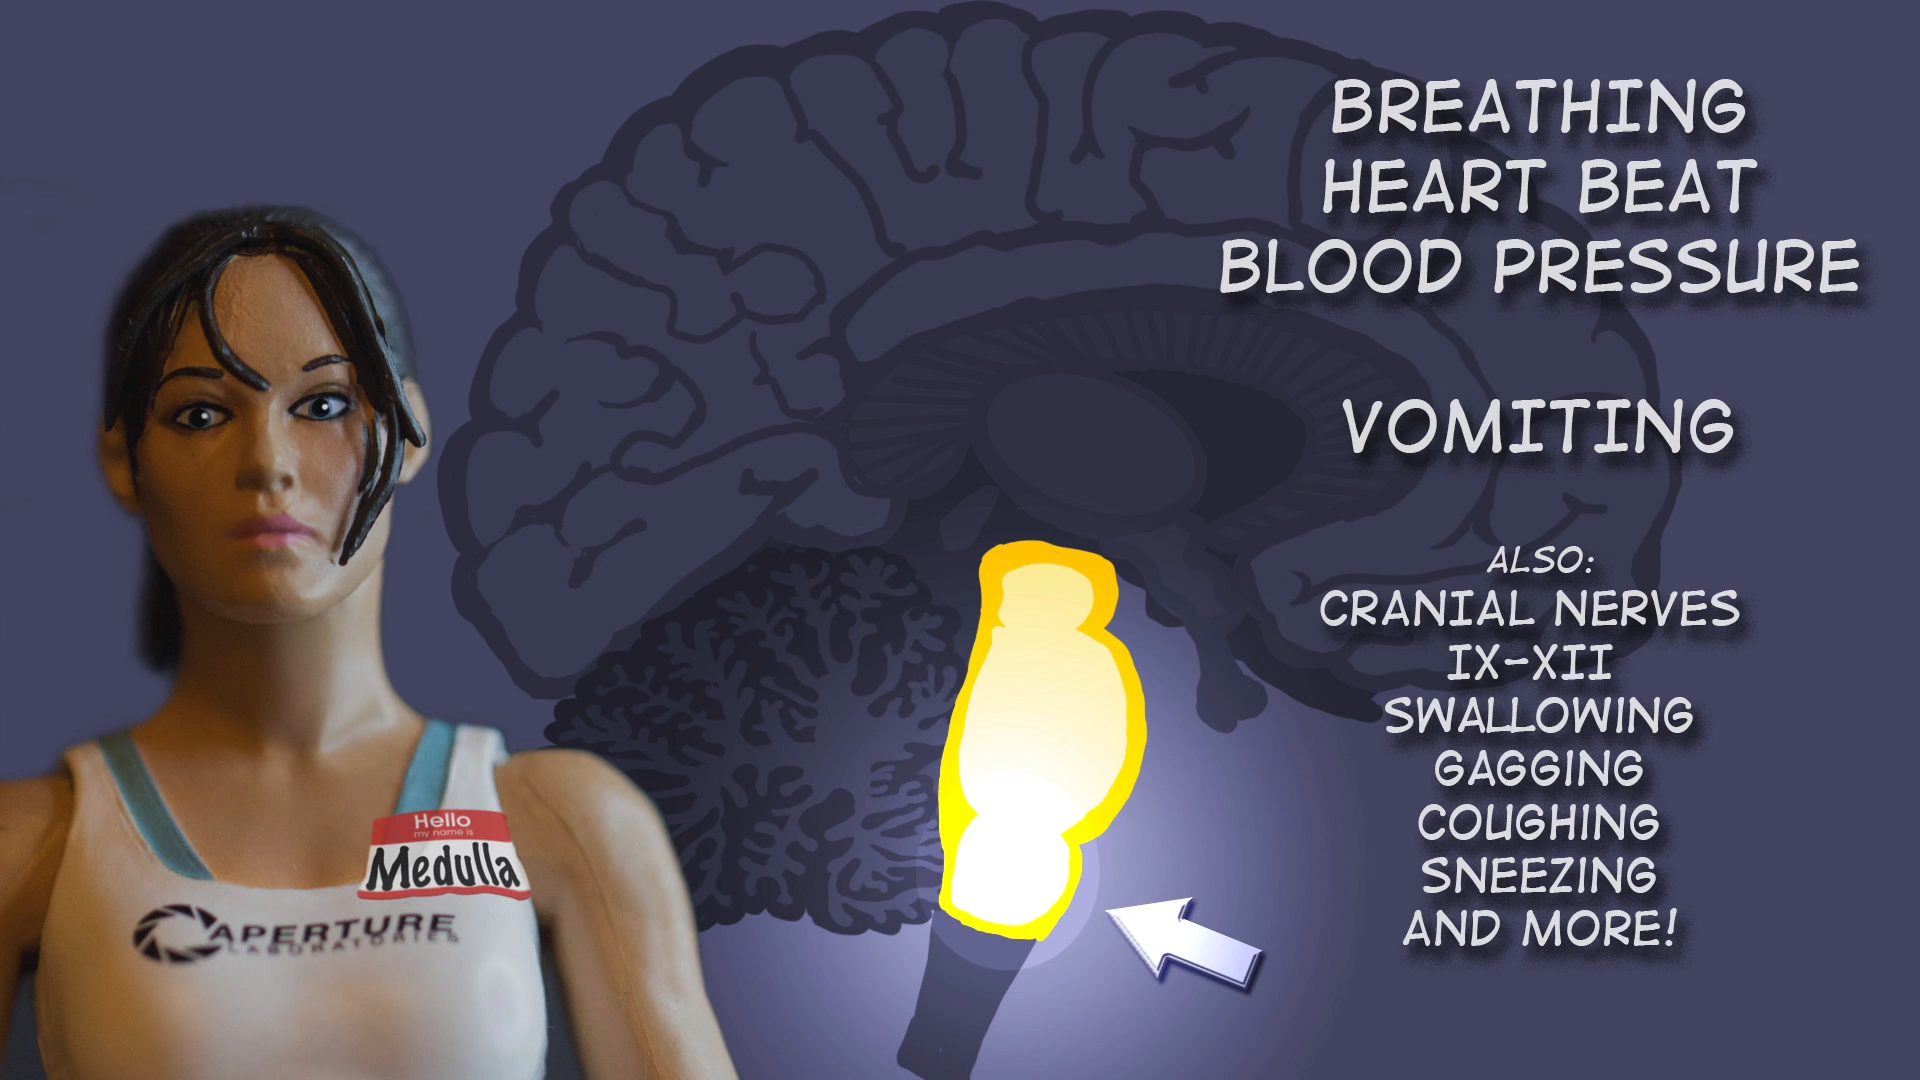 BREATHING
HEART BEAT
BLOOD PRESSURE
VOMITING
ALSO:
CRANIAL NERVES
IX-XII
SWALLOWING
GAGGING
COUGHING
SNEEZING
AND MORE!
Hello
my name is
Medulla
APERTURE
LABORATORIES